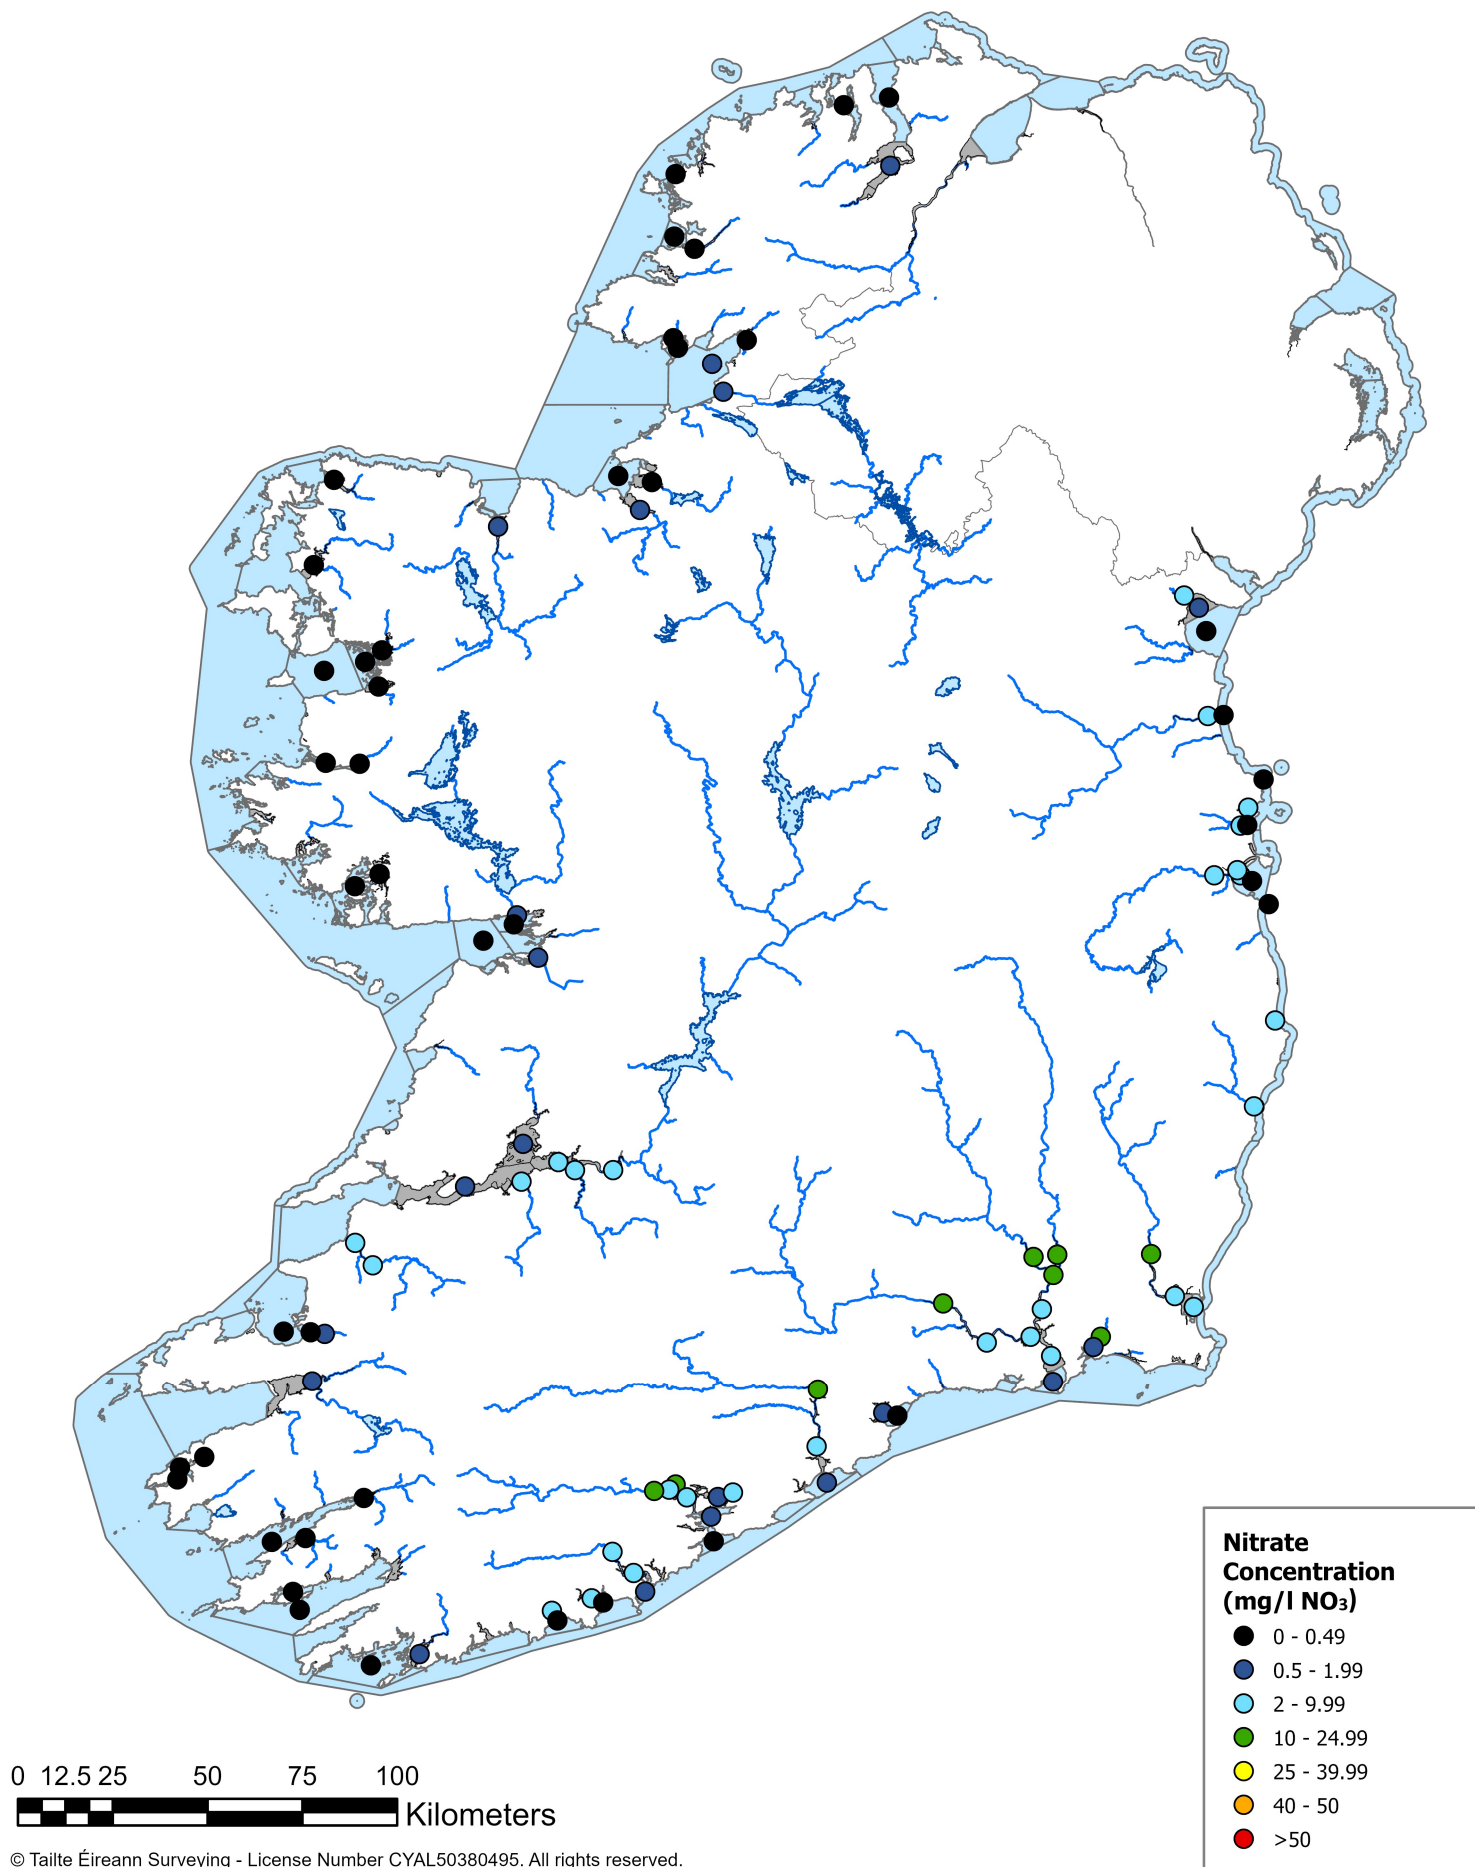 Nitrate
Concentration
(mg/l NO₃)
0 - 0.49
0.5 - 1.99
2 - 9.99
10 - 24.99
25 - 39.99
40 - 50
>50
0 12.5 25 50 75 100
Kilometers
© Tailte Éireann Surveying - License Number CYAL50380495. All rights reserved.